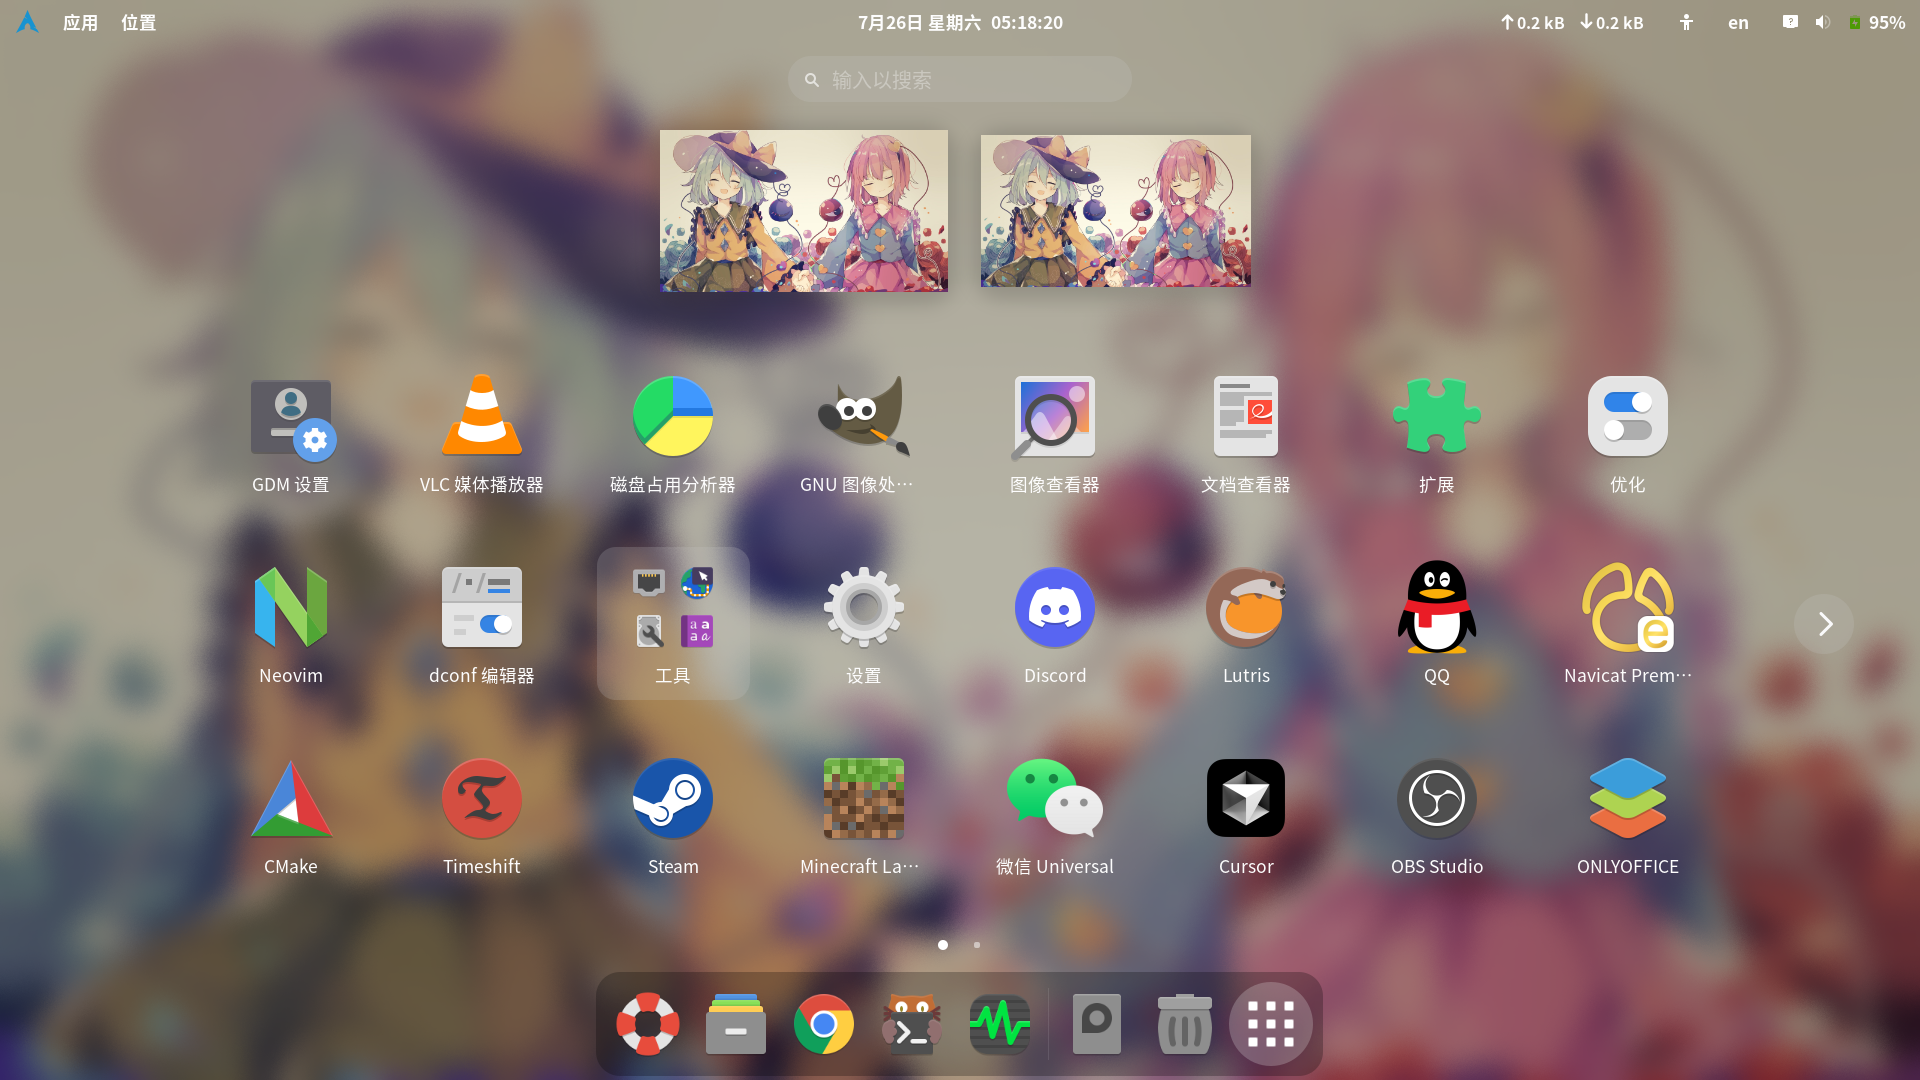 应用 位置 7月26日 星期六 05:18:20 0.2 kB 0.2 kB en 95%
输入以搜索
GDM 设置 VLC 媒体播放器 磁盘占用分析器 GNU 图像处… 图像查看器 文档查看器 扩展 优化
Neovim dconf 编辑器 工具 设置 Discord Lutris QQ Navicat Prem…
CMake Timeshift Steam Minecraft La… 微信 Universal Cursor OBS Studio ONLYOFFICE